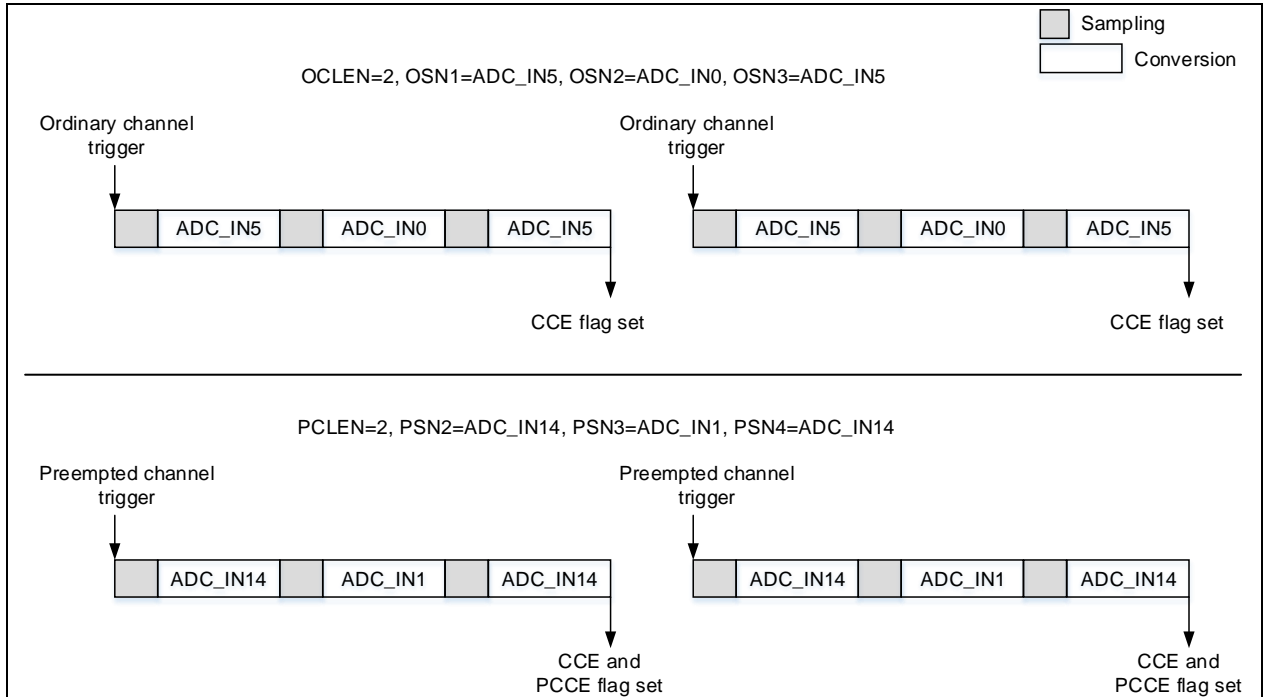 Sampling
Conversion
OCLEN=2, OSN1=ADC_IN5, OSN2=ADC_IN0, OSN3=ADC_IN5
Ordinary channel
trigger
Ordinary channel
trigger
ADC_IN5 ADC_IN0 ADC_IN5 ADC_IN5 ADC_IN0 ADC_IN5
CCE flag set
CCE flag set
PCLEN=2, PSN2=ADC_IN14, PSN3=ADC_IN1, PSN4=ADC_IN14
Preempted channel
trigger
Preempted channel
trigger
ADC_IN14 ADC_IN1 ADC_IN14 ADC_IN14 ADC_IN1 ADC_IN14
CCE and
PCCE flag set
CCE and
PCCE flag set